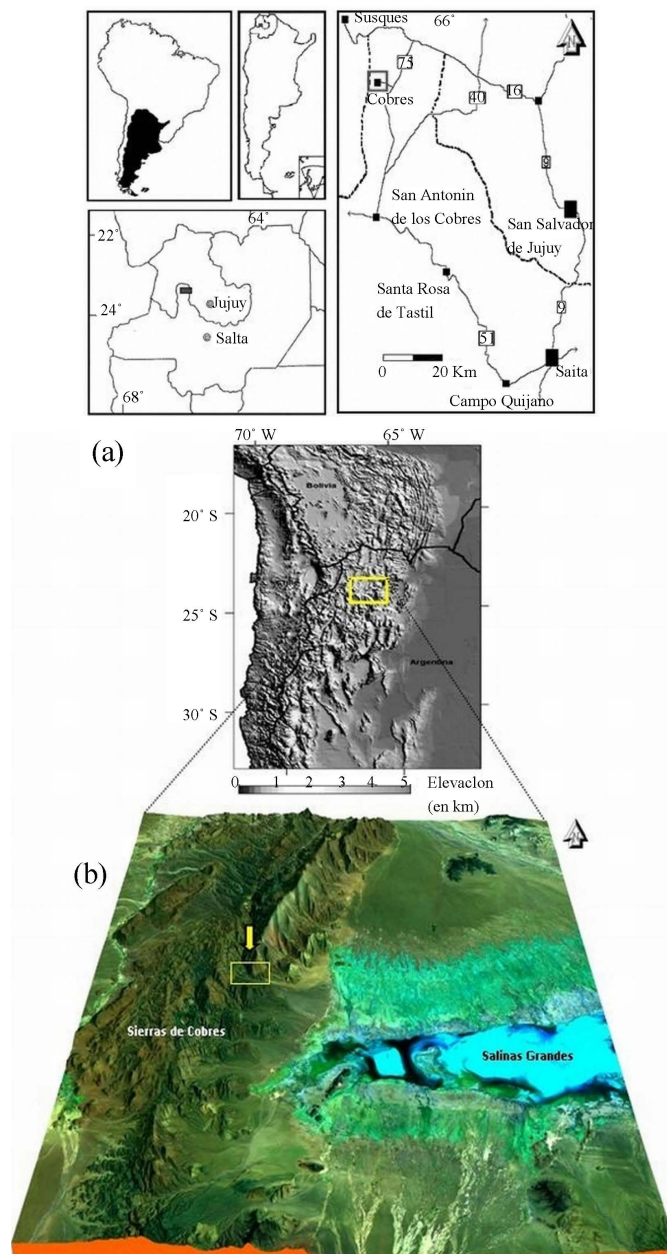 Susques
66°
N
75
Cobres
40
16
9
San Antonin
de los Cobres
San Salvador
de Jujuy
Santa Rosa
de Tastil
9
51
0
20 Km
Saita
Campo Quijano
64°
22°
Jujuy
24°
Salta
68°
(a)
70° W
65° W
Bolivia
20° S
25° S
Argentina
30° S
0 1 2 3 4 5
Elevaclon
(en km)
N
(b)
Sierras de Cobres
Salinas Grandes